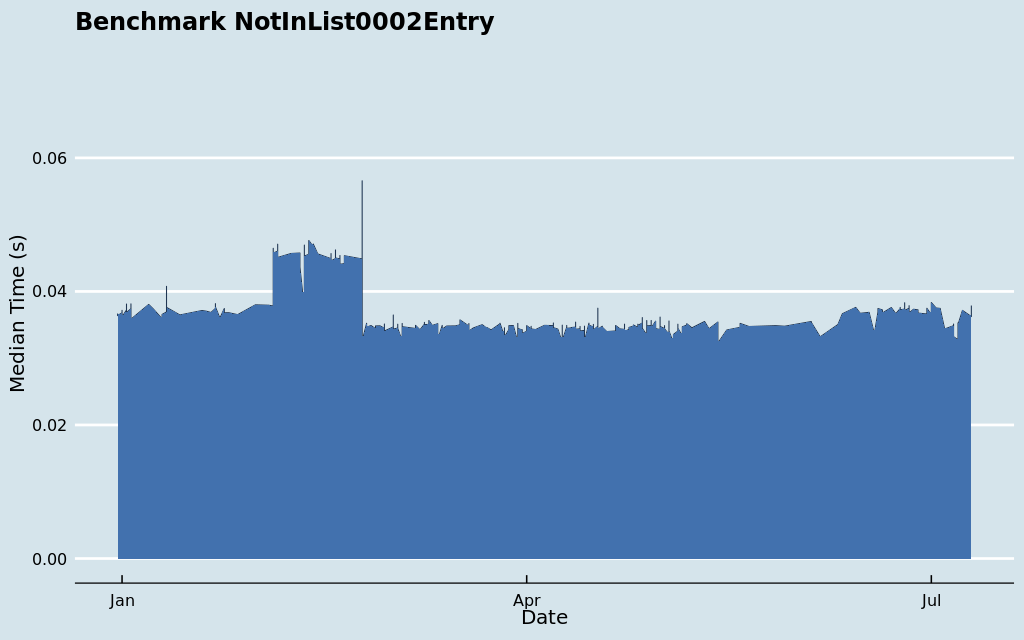 Benchmark NotInList0002Entry
0.06
0.04
0.02
0.00
Median Time (s)
Jan
Apr
Jul
Date